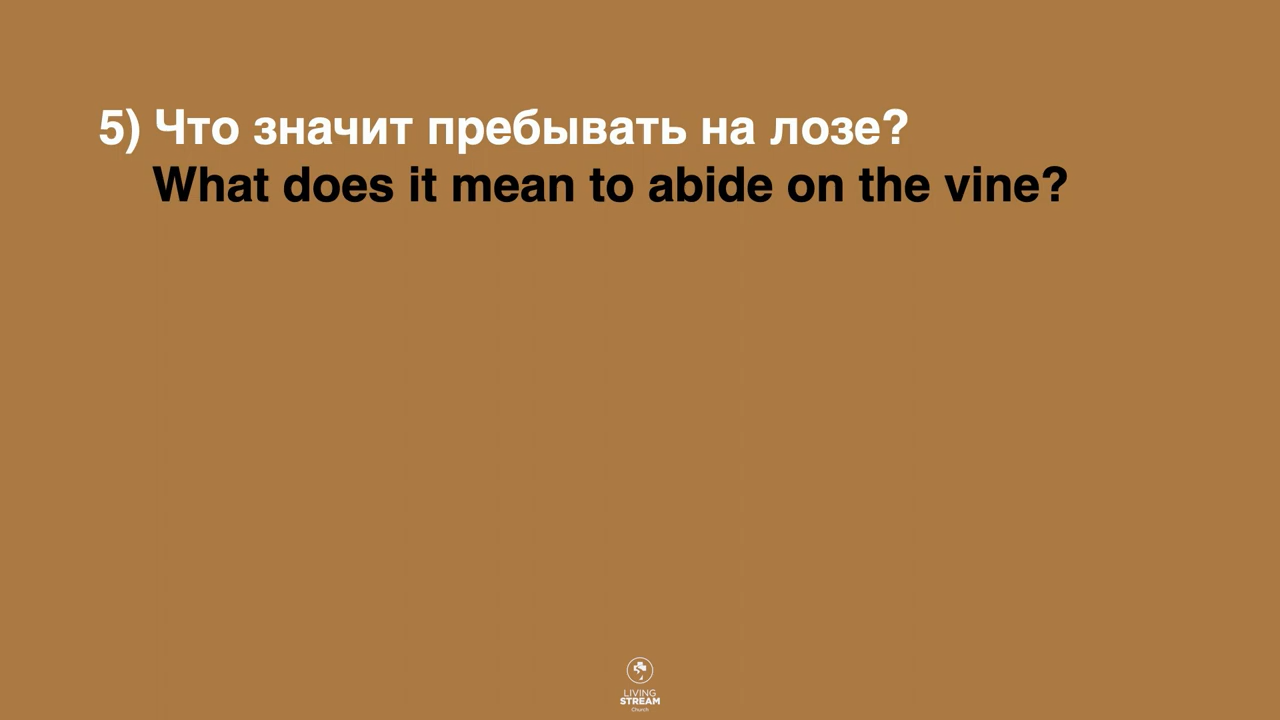 5) Что значит пребывать на лозе?
What does it mean to abide on the vine?
LIVING
STREAM
Church